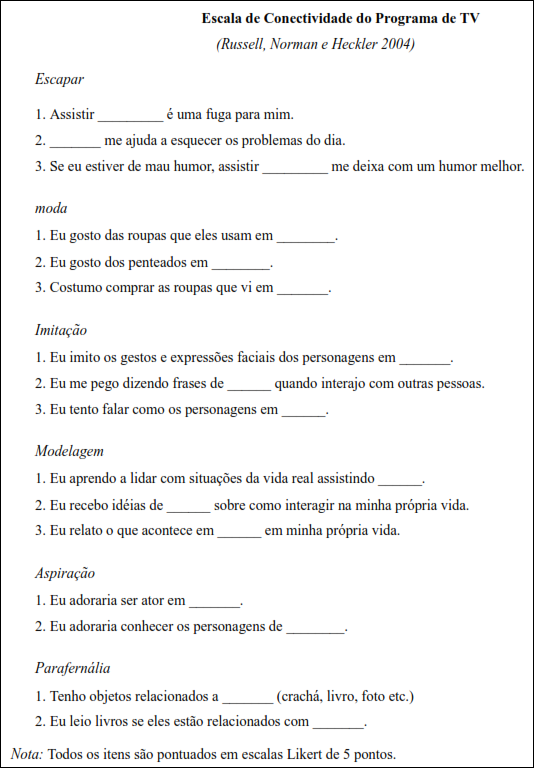 Escala de Conectividade do Programa de TV
(Russell, Norman e Heckler 2004)
Escapar
1. Assistir _________ é uma fuga para mim.
2. _______ me ajuda a esquecer os problemas do dia.
3. Se eu estiver de mau humor, assistir _________ me deixa com um humor melhor.
moda
1. Eu gosto das roupas que eles usam em ________.
2. Eu gosto dos penteados em ________.
3. Costumo comprar as roupas que vi em _______.
Imitação
1. Eu imito os gestos e expressões faciais dos personagens em _______.
2. Eu me pego dizendo frases de ______ quando interajo com outras pessoas.
3. Eu tento falar como os personagens em ______.
Modelagem
1. Eu aprendo a lidar com situações da vida real assistindo ______.
2. Eu recebo idéias de ______ sobre como interagir na minha própria vida.
3. Eu relato o que acontece em ______ em minha própria vida.
Aspiração
1. Eu adoraria ser ator em _______.
2. Eu adoraria conhecer os personagens de ________.
Parafernália
1. Tenho objetos relacionados a _______ (crachá, livro, foto etc.)
2. Eu leio livros se eles estão relacionados com _______.
Nota: Todos os itens são pontuados em escalas Likert de 5 pontos.